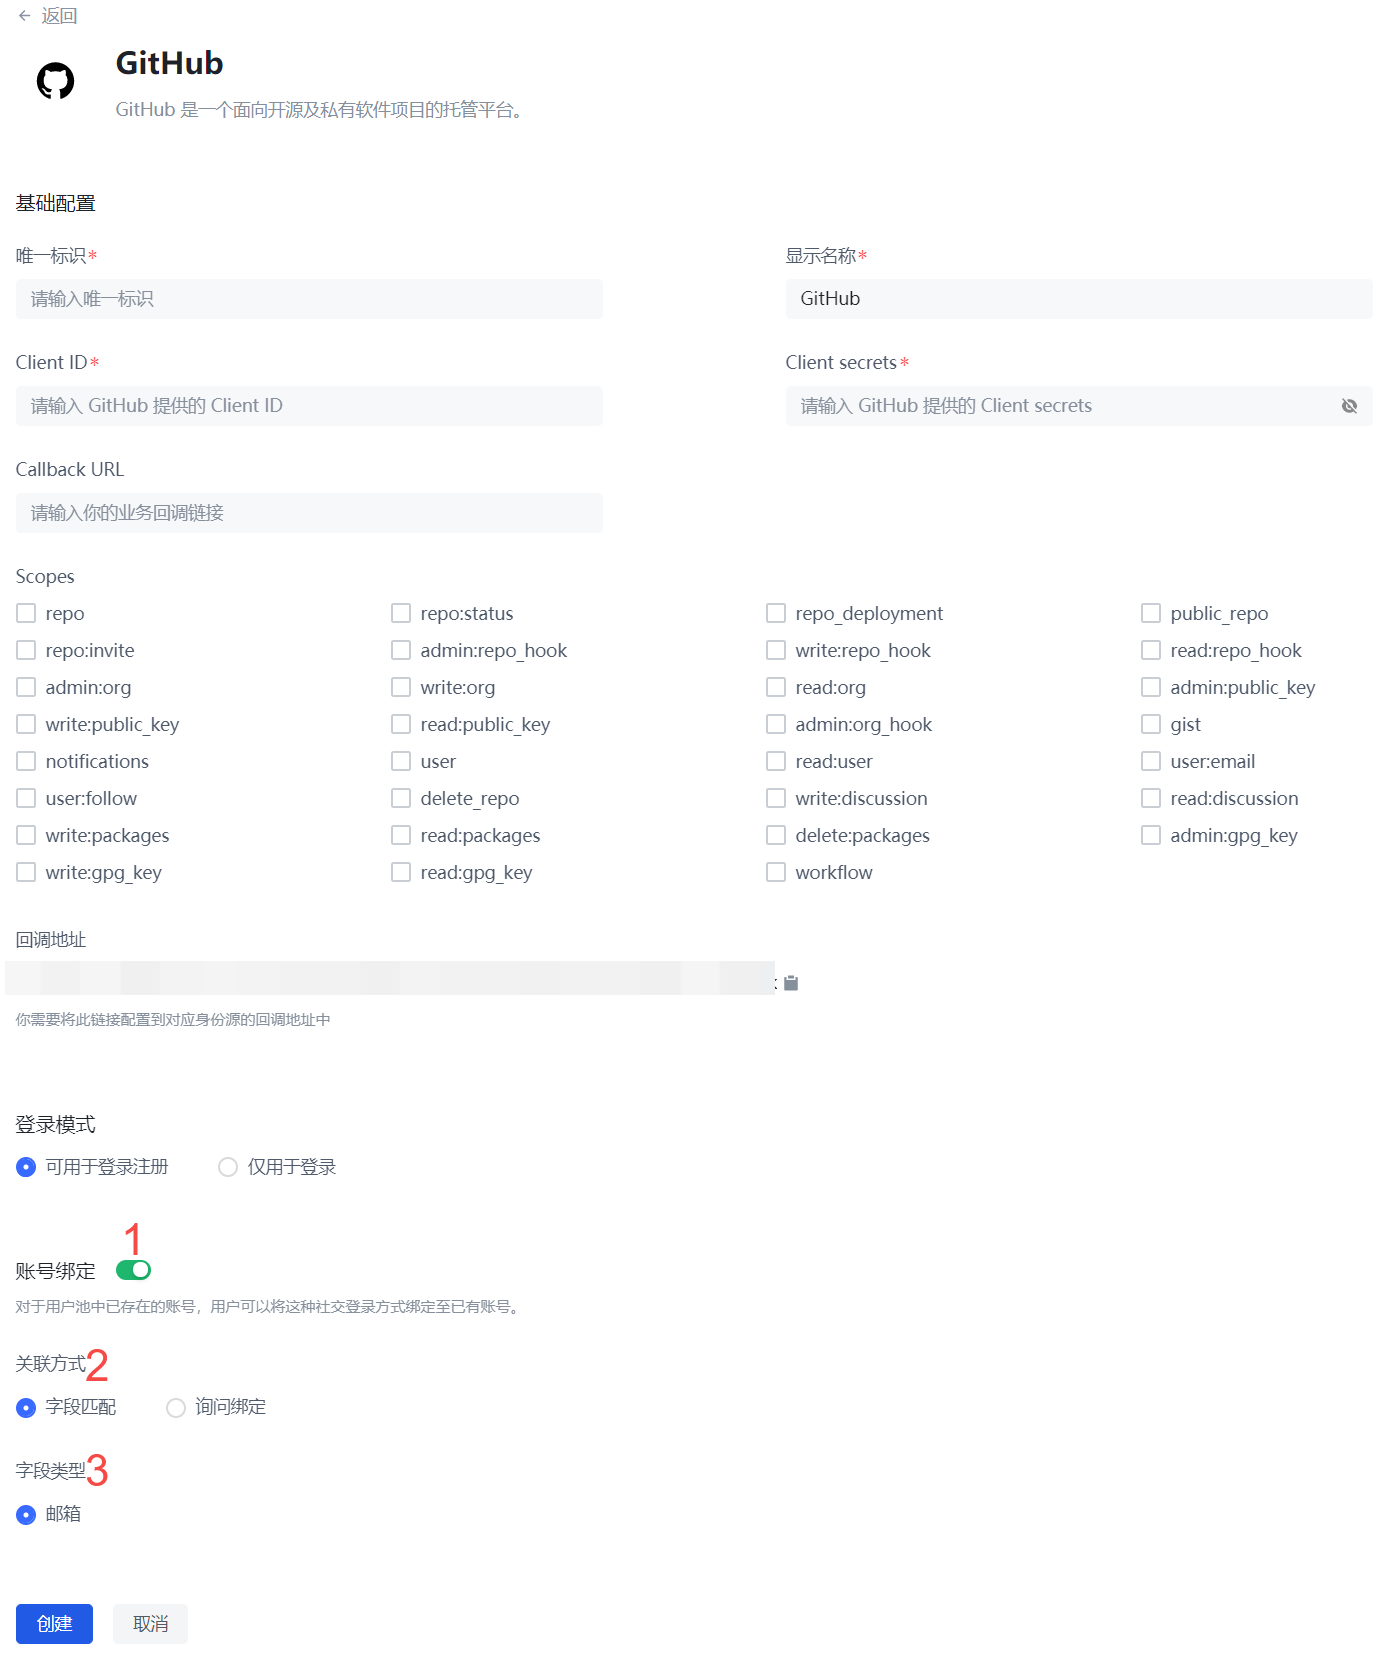 返回
GitHub
GitHub 是一个面向开源及私有软件项目的托管平台。
基础配置
唯一标识* 显示名称*
请输入唯一标识 GitHub
Client ID* Client secrets*
请输入 GitHub 提供的 Client ID 请输入 GitHub 提供的 Client secrets
Callback URL
请输入你的业务回调链接
Scopes
repo repo:status repo_deployment public_repo
repo:invite admin:repo_hook write:repo_hook read:repo_hook
admin:org write:org read:org admin:public_key
write:public_key read:public_key admin:org_hook gist
notifications user read:user user:email
user:follow delete_repo write:discussion read:discussion
write:packages read:packages delete:packages admin:gpg_key
write:gpg_key read:gpg_key workflow
回调地址
你需要将此链接配置到对应身份源的回调地址中
登录模式
可用于登录注册 仅用于登录
1
账号绑定
对于用户池中已存在的账号，用户可以将这种社交登录方式绑定至已有账号。
关联方式2
字段匹配 询问绑定
字段类型3
邮箱
创建 取消